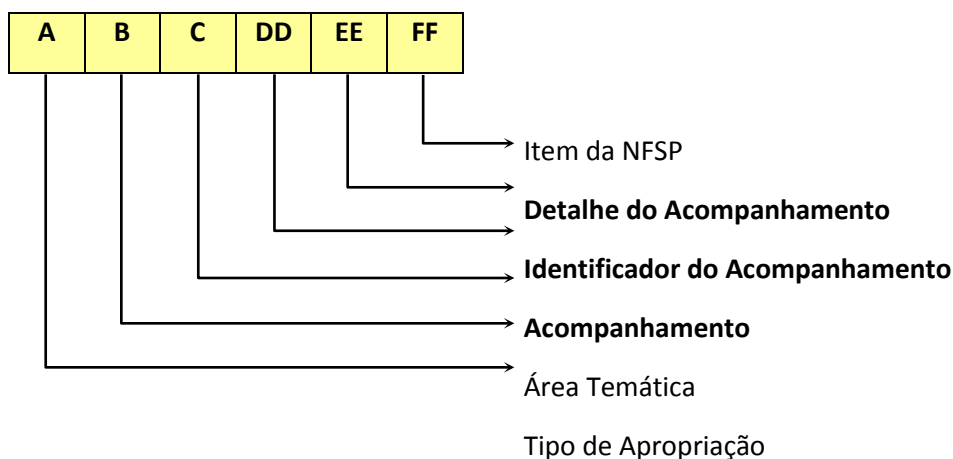 A B C DD EE FF
Item da NFSP
Detalhe do Acompanhamento
Identificador do Acompanhamento
Acompanhamento
Área Temática
Tipo de Apropriação